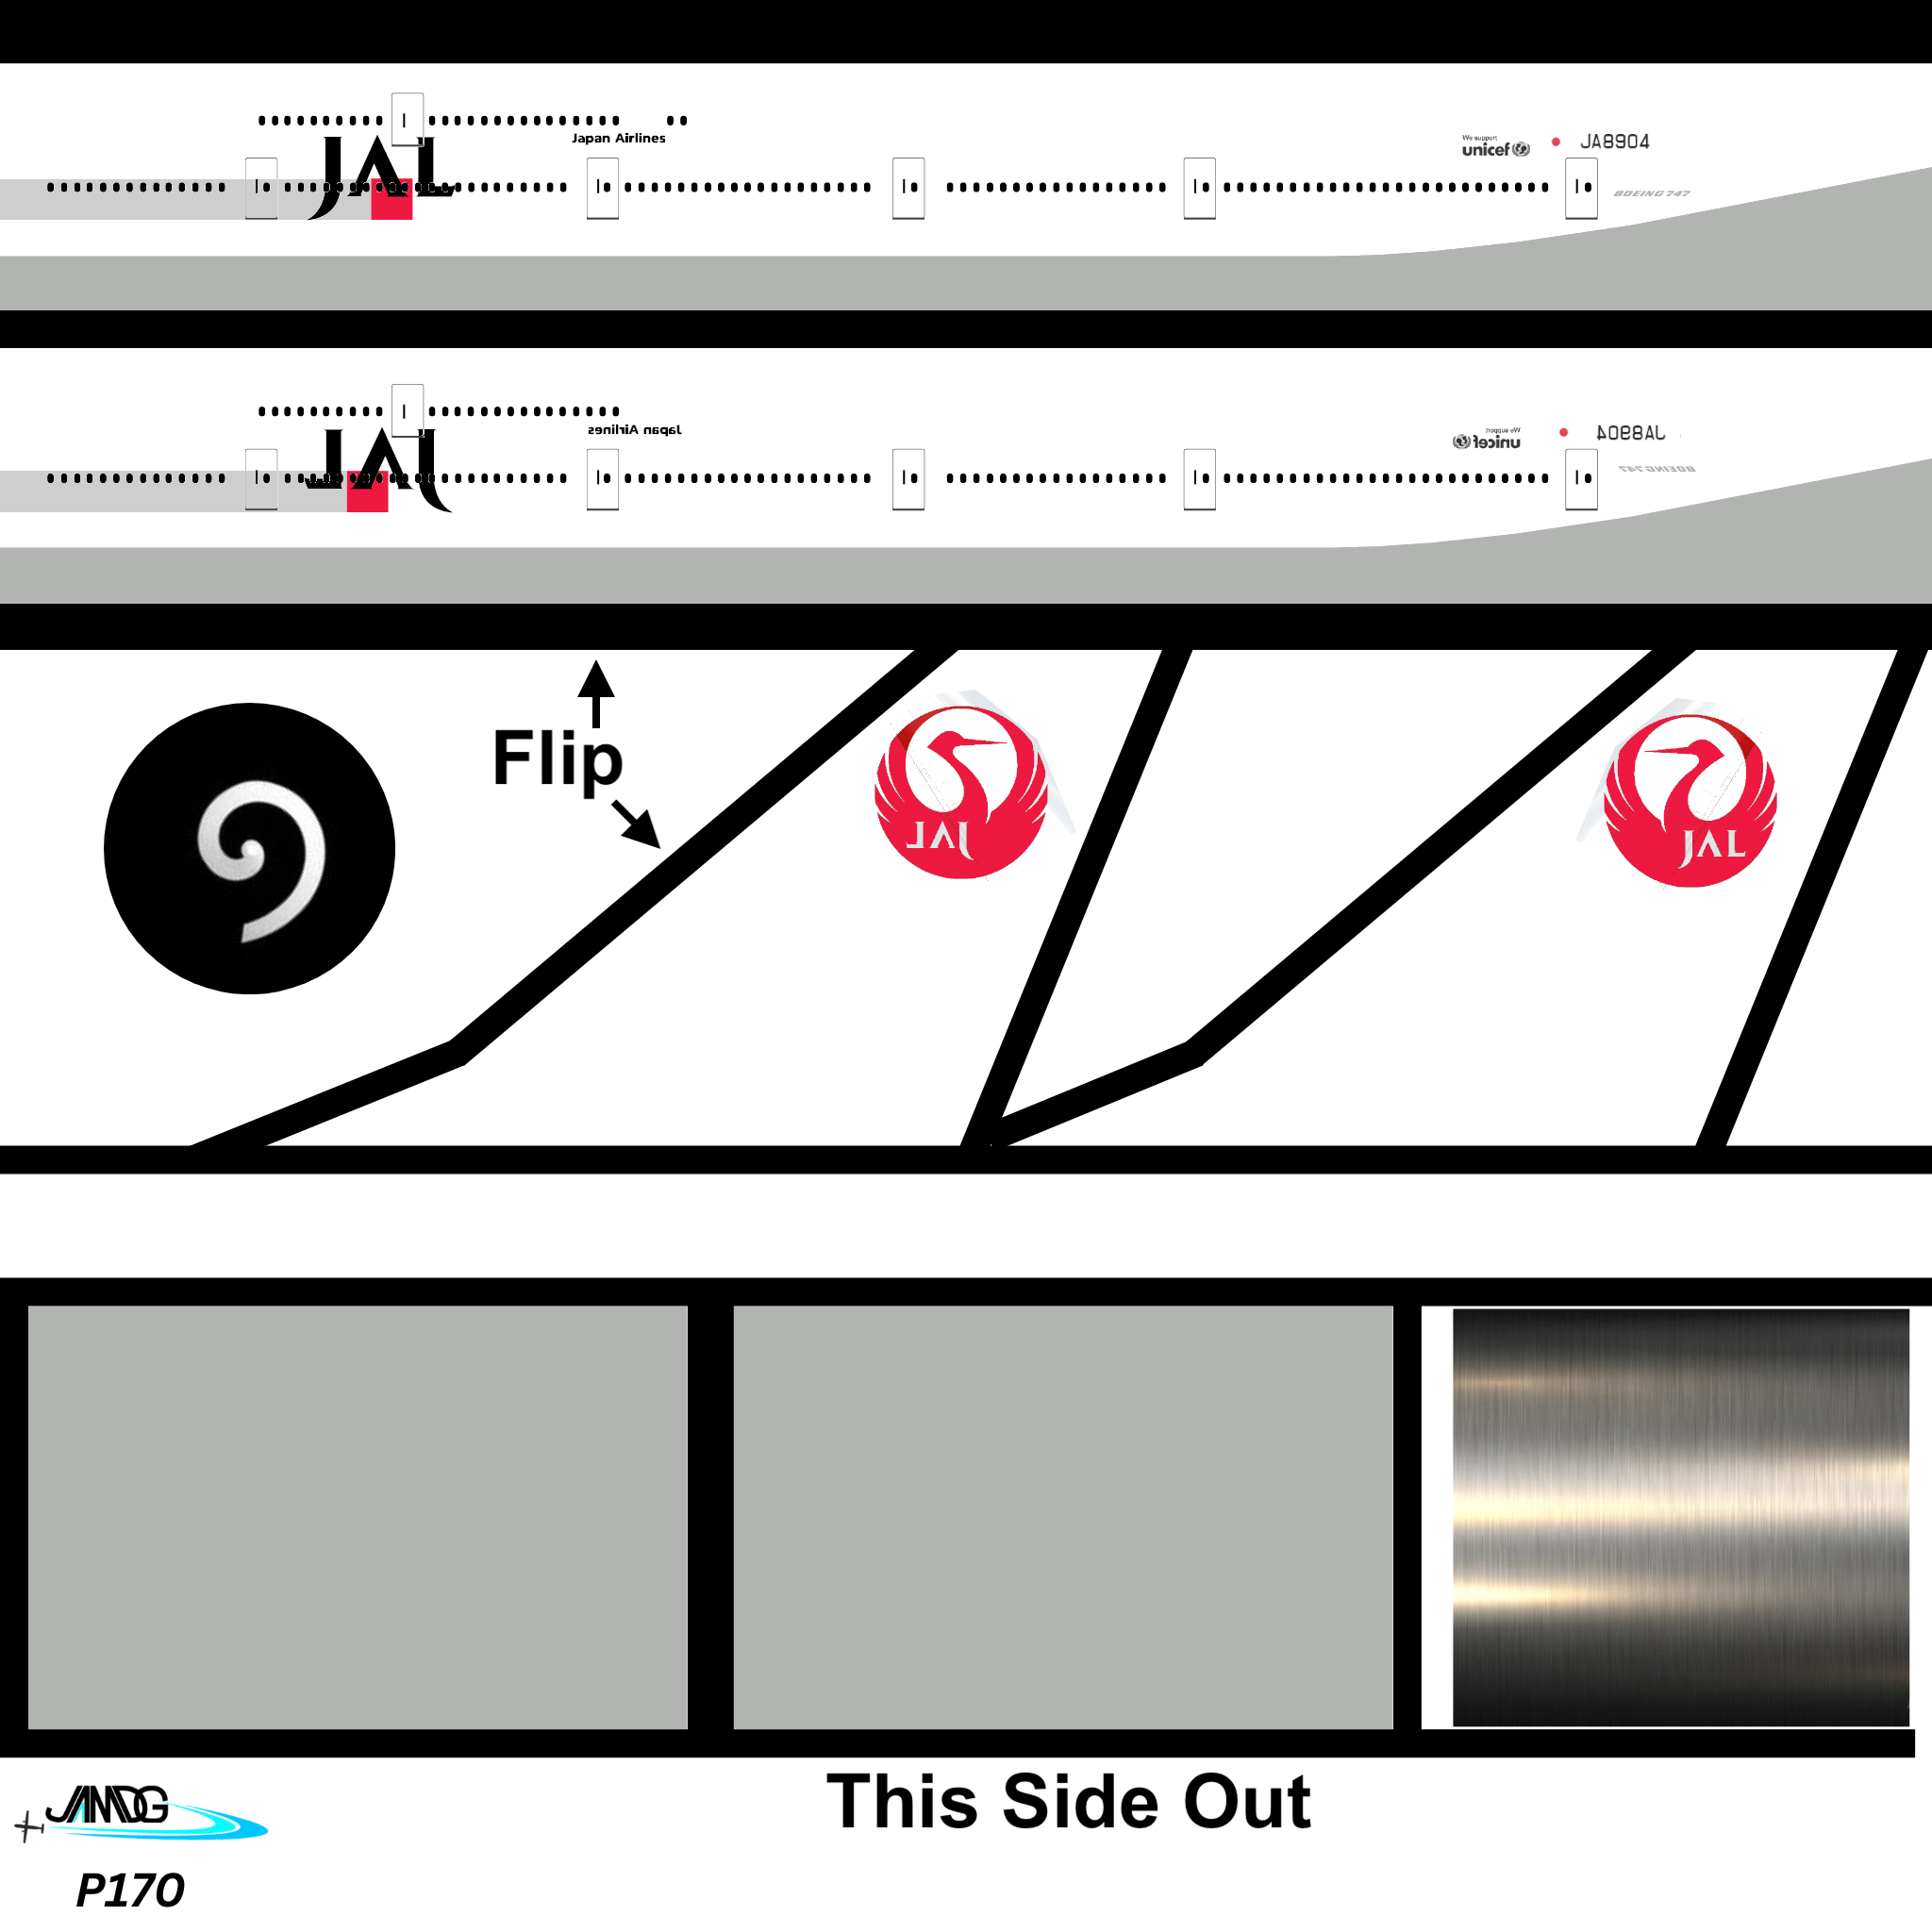 JAL
Japan Airlines
We support
unicef
JA8904
BOEING 747
JAL
Japan Airlines
We support
unicef
JA8904
BOEING 747
Flip
JAL
JAL
This Side Out
JAMDG
P170